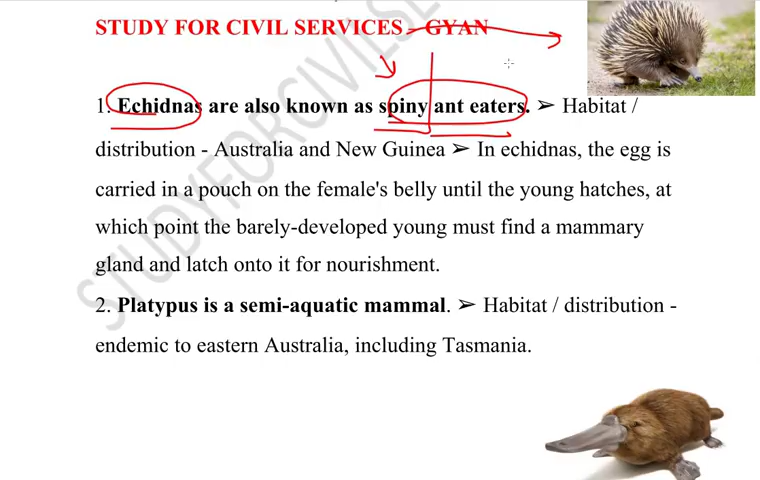 STUDY FOR CIVIL SERVICES – GYAN
1. Echidnas are also known as spiny ant eaters. ➢ Habitat /
distribution - Australia and New Guinea ➢ In echidnas, the egg is
carried in a pouch on the female's belly until the young hatches, at
which point the barely-developed young must find a mammary
gland and latch onto it for nourishment.
2. Platypus is a semi-aquatic mammal. ➢ Habitat / distribution -
endemic to eastern Australia, including Tasmania.